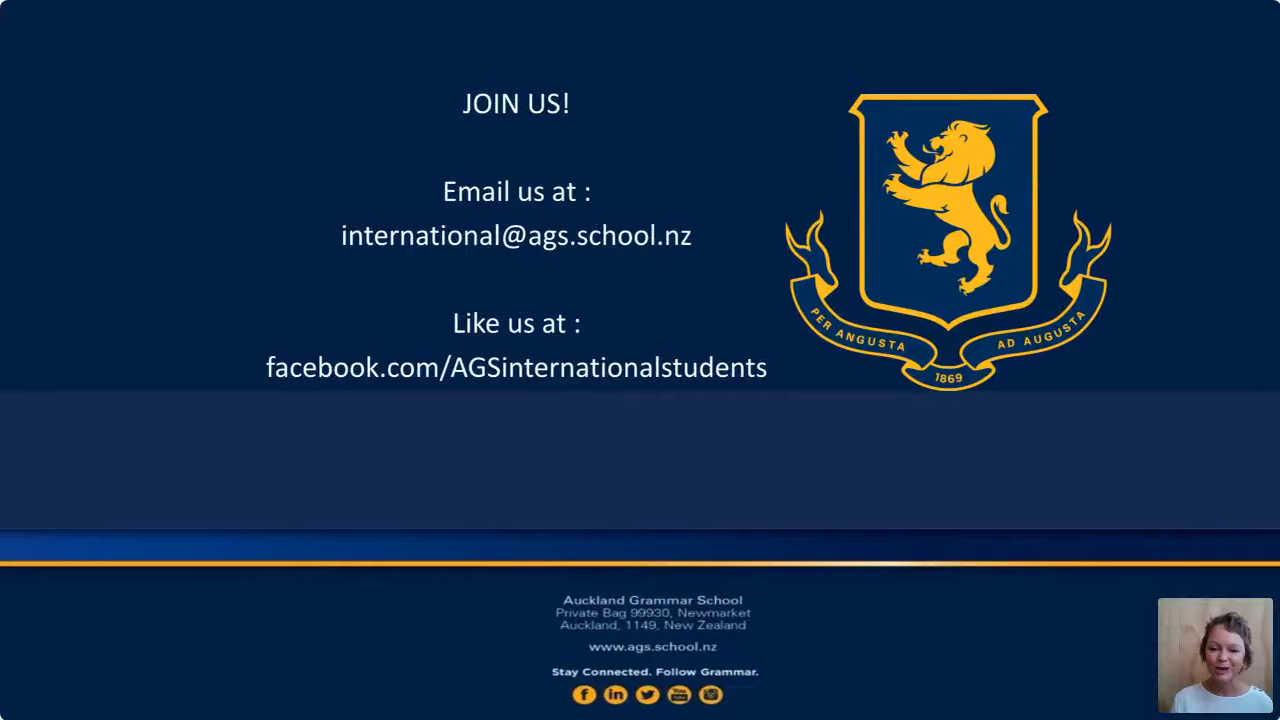 JOIN US!
Email us at :
international@ags.school.nz
Like us at :
facebook.com/AGSinternationalstudents
PER ANGUSTA
AD AUGUSTA
1869
Auckland Grammar School
Private Bag 99930, Newmarket
Auckland, 1149, New Zealand
www.ags.school.nz
Stay Connected. Follow Grammar.